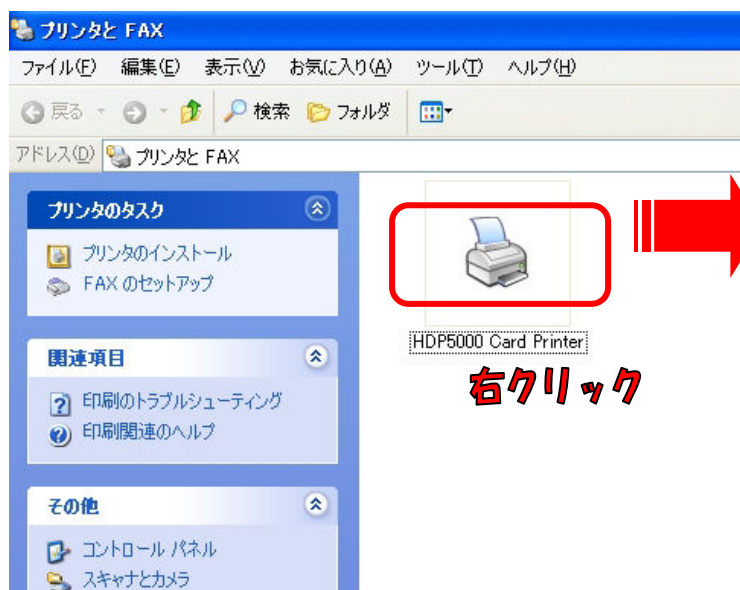 プリンタと FAX
ファイル(F) 編集(E) 表示(V) お気に入り(A) ツール(T) ヘルプ(H)
戻る 検索 フォルダ
アドレス(D) プリンタと FAX
プリンタのタスク
プリンタのインストール
FAX のセットアップ
関連項目
印刷のトラブルシューティング
印刷関連のヘルプ
その他
コントロール パネル
スキャナとカメラ
HDP5000 Card Printer
右クリック